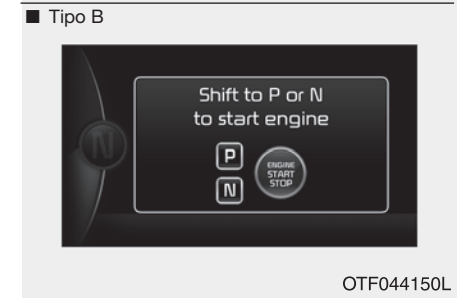 ■ Tipo B
N
Shift to P or N
to start engine
P
N
ENGINE
START
STOP
OTF044150L